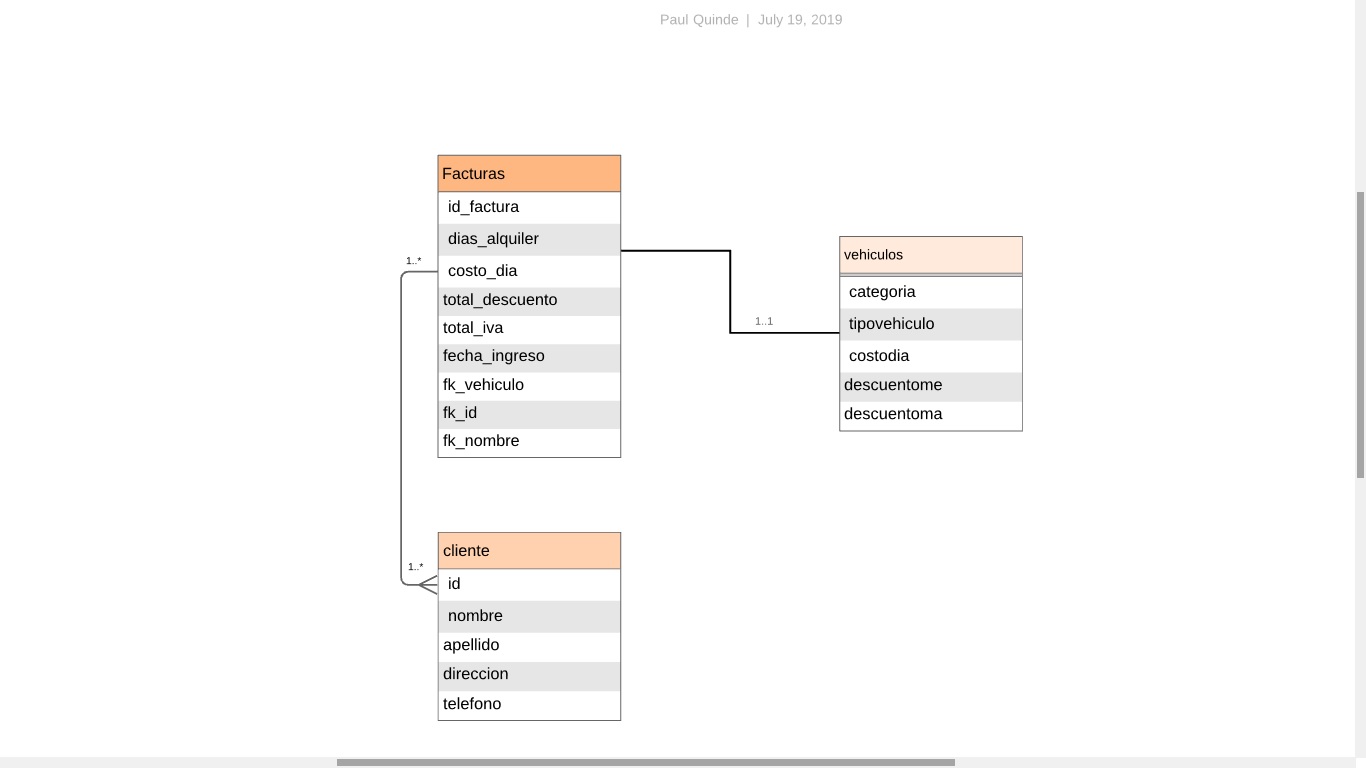 Paul Quinde | July 19, 2019
Facturas
id_factura
dias_alquiler
costo_dia
total_descuento
total_iva
fecha_ingreso
fk_vehiculo
fk_id
fk_nombre
1..*
1..*
1..1
vehiculos
categoria
tipovehiculo
costodia
descuentome
descuentoma
cliente
id
nombre
apellido
direccion
telefono